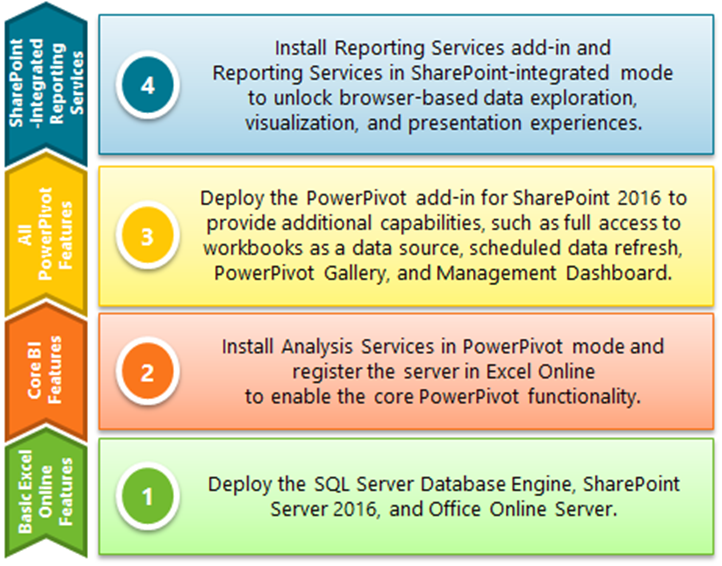 SharePoint
-Integrated
Reporting
Services
4
Install Reporting Services add-in and
Reporting Services in SharePoint-integrated mode
to unlock browser-based data exploration,
visualization, and presentation experiences.
All
PowerPivot
Features
3
Deploy the PowerPivot add-in for SharePoint 2016 to
provide additional capabilities, such as full access to
workbooks as a data source, scheduled data refresh,
PowerPivot Gallery, and Management Dashboard.
Core BI
Features
2
Install Analysis Services in PowerPivot mode and
register the server in Excel Online
to enable the core PowerPivot functionality.
Basic Excel
Online
Features
1
Deploy the SQL Server Database Engine, SharePoint
Server 2016, and Office Online Server.